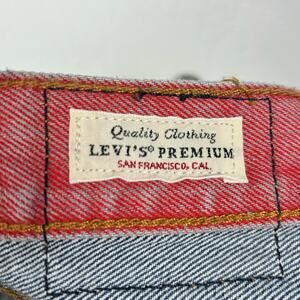 Quality Clothing
LEVI'S® PREMIUM
SAN FRANCISCO, CAL.